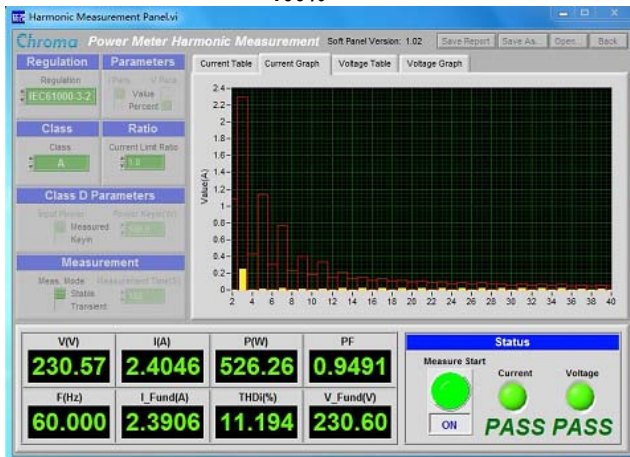 100%
Harmonic Measurement Panel.vi
Chroma Power Meter Harmonic Measurement Soft Panel Version: 1.02 Save Report Save As... Open... Back
Regulation Parameters
Current Table Current Graph Voltage Table Voltage Graph
Regulation
IEC61000-3-2
Value
Percent
Class Ratio
Class Current Limit Ratio
A 1.0
Class D Parameters
Input Power Power Keyin(W)
Measured
Keyin
Measurement
Meas. Mode Measurement Time(S)
Stable
Transient
Value(A)
2.4
2.2
2
1.8
1.6
1.4
1.2
1
0.8
0.6
0.4
0.2
0
2 4 6 8 10 12 14 16 18 20 22 24 26 28 30 32 34 36 38 40
V(V) I(A) P(W) PF
230.57 2.4046 526.26 0.9491
F(Hz) I_Fund(A) THDi(%) V_Fund(V)
60.000 2.3906 11.194 230.60
Status
Measure Start Current Voltage
ON PASS PASS